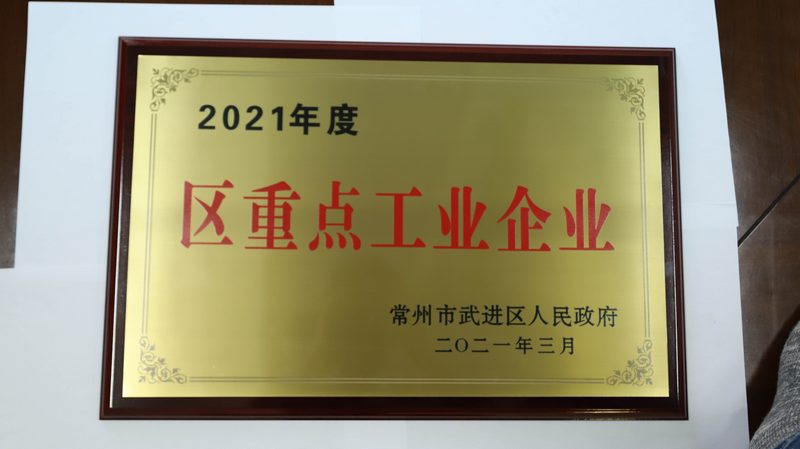 2021年度
区重点工业企业
常州市武进区人民政府
二〇二一年三月